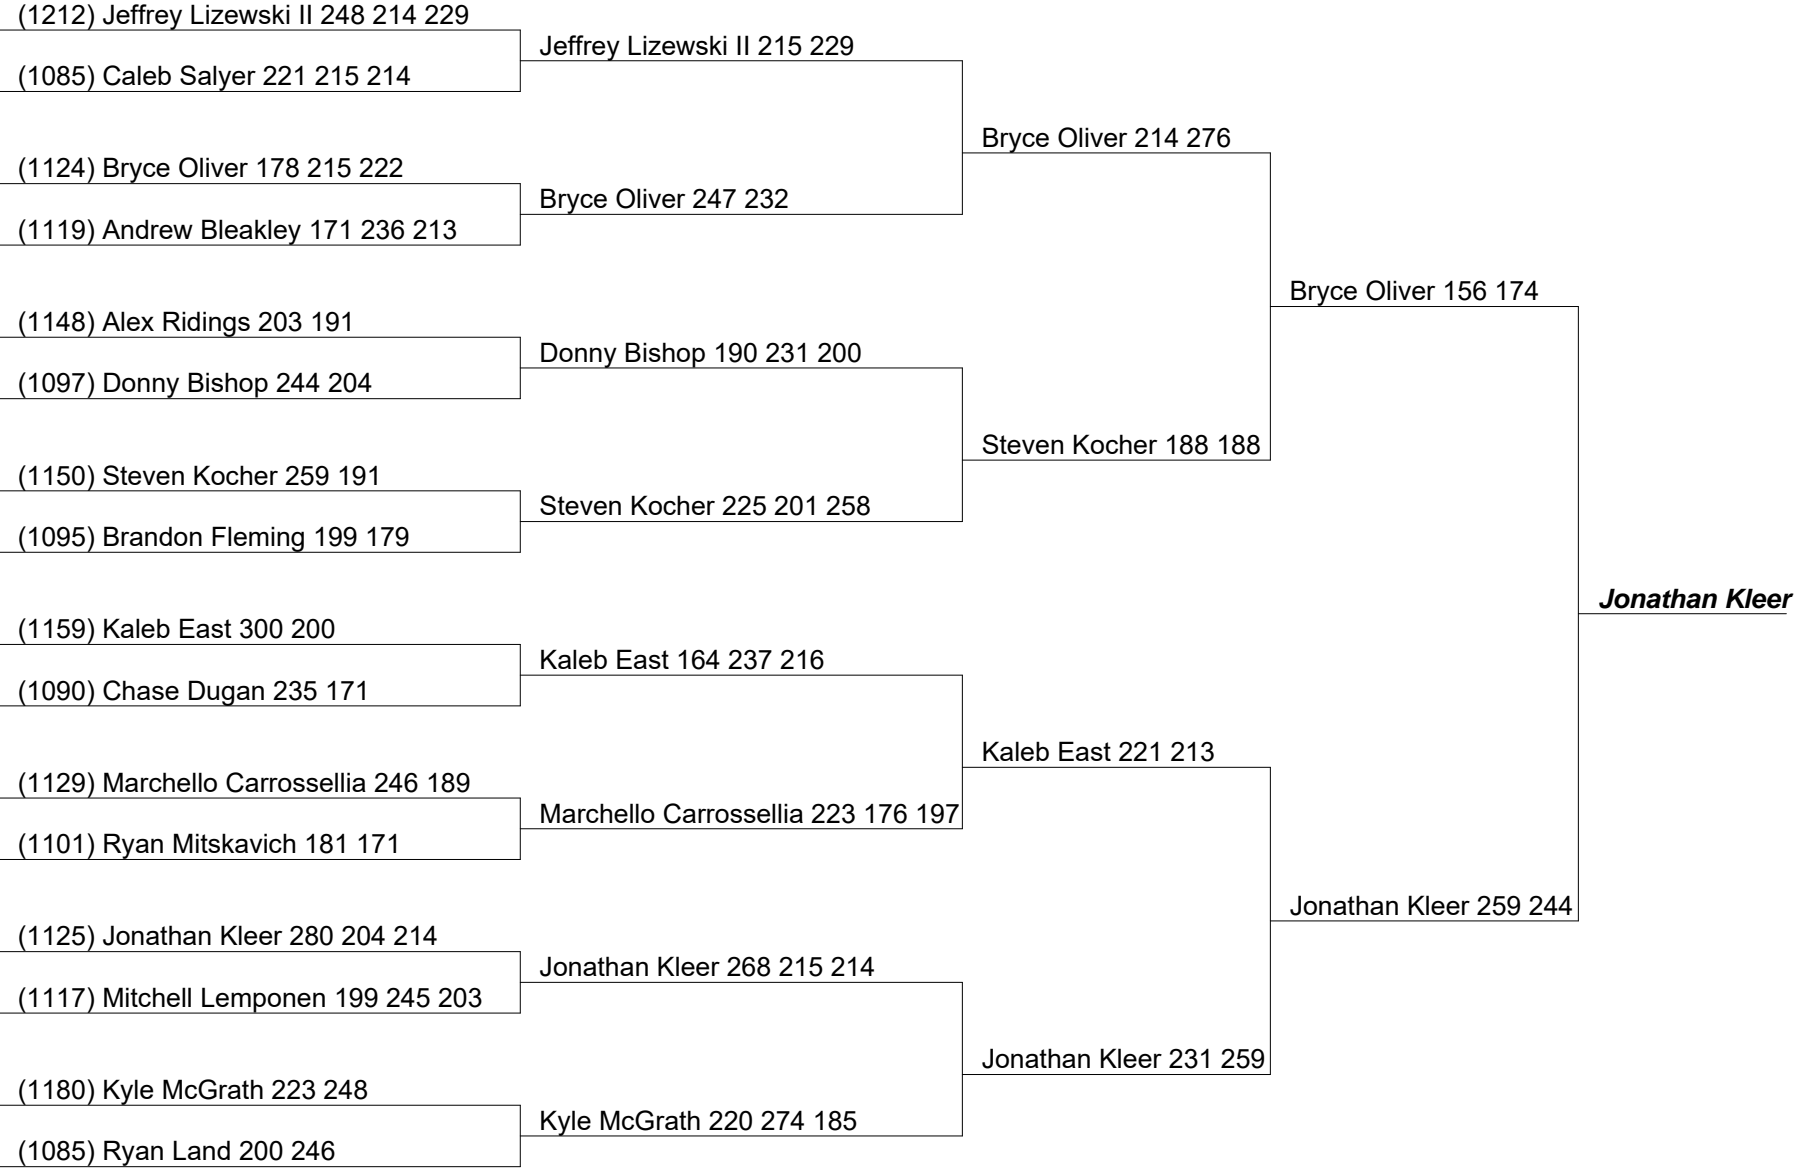 (1212) Jeffrey Lizewski II 248 214 229
(1085) Caleb Salyer 221 215 214
(1124) Bryce Oliver 178 215 222
(1119) Andrew Bleakley 171 236 213
(1148) Alex Ridings 203 191
(1097) Donny Bishop 244 204
(1150) Steven Kocher 259 191
(1095) Brandon Fleming 199 179
(1159) Kaleb East 300 200
(1090) Chase Dugan 235 171
(1129) Marchello Carrossellia 246 189
(1101) Ryan Mitskavich 181 171
(1125) Jonathan Kleer 280 204 214
(1117) Mitchell Lemponen 199 245 203
(1180) Kyle McGrath 223 248
(1085) Ryan Land 200 246
Jeffrey Lizewski II 215 229
Bryce Oliver 247 232
Donny Bishop 190 231 200
Steven Kocher 225 201 258
Kaleb East 164 237 216
Marchello Carrossellia 223 176 197
Jonathan Kleer 268 215 214
Kyle McGrath 220 274 185
Bryce Oliver 214 276
Steven Kocher 188 188
Kaleb East 221 213
Jonathan Kleer 231 259
Bryce Oliver 156 174
Jonathan Kleer 259 244
Jonathan Kleer